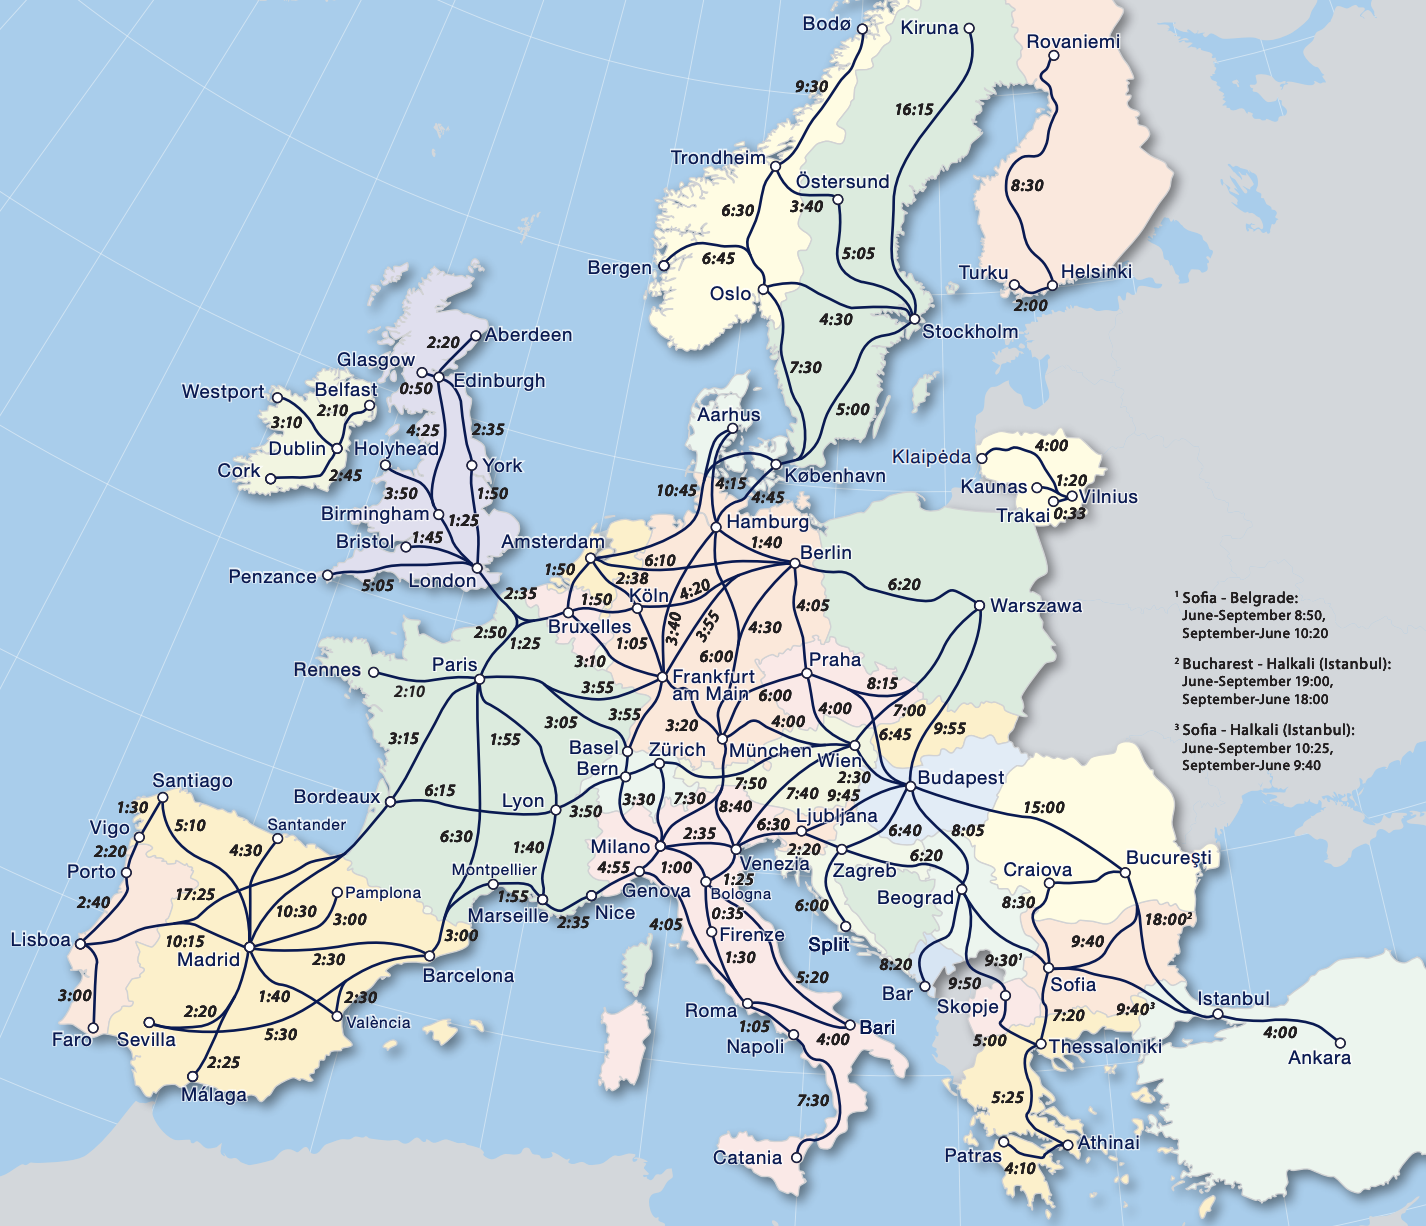 Bodø
Kiruna
Rovaniemi
9:30
16:15
Trondheim
Östersund
8:30
6:30
3:40
5:05
6:45
Bergen
Oslo
Turku
Helsinki
2:00
4:30
Stockholm
2:20
Aberdeen
Glasgow
0:50
Edinburgh
7:30
5:00
Westport
Belfast
2:10
3:10
4:25
2:35
Aarhus
Dublin
Holyhead
Cork
2:45
York
København
Klaipėda
4:00
Kaunas
1:20
Vilnius
Trakai
0:33
3:50
1:50
10:45
4:15
4:45
Birmingham
1:25
Hamburg
Bristol
1:45
Amsterdam
1:40
Berlin
Penzance
5:05
London
1:50
6:10
2:38
4:20
6:20
2:35
1:50
Köln
4:05
Warszawa
Bruxelles
2:50
1:25
1:05
3:40
3:55
4:30
3:10
6:00
Rennes
Paris
Praha
2:10
Frankfurt
am Main
3:55
6:00
8:15
4:00
7:00
3:15
1:55
3:05
3:55
3:20
4:00
6:45
9:55
Basel
Zürich
München
Wien
Bern
2:30
Budapest
7:50
7:40
9:45
Santiago
1:30
5:10
Bordeaux
6:15
Lyon
3:50
3:30
7:30
8:40
6:30
Ljubljana
15:00
Vigo
Santander
2:20
4:30
6:30
1:40
Milano
2:35
2:20
6:40
8:05
Porto
Montpellier
4:55
1:00
Venezia
Zagreb
6:20
Craiova
Bucureşti
2:40
17:25
10:30
Pamplona
3:00
1:55
Marseille
Nice
2:35
Genova
1:25
Bologna
0:35
6:00
Beograd
8:30
18:00²
Lisboa
10:15
Madrid
2:30
3:00
Barcelona
4:05
Firenze
1:30
Split
9:30¹
9:40
3:00
1:40
2:20
2:30
5:20
8:20
Bar
9:50
Skopje
Sofia
9:40³
Istanbul
Faro
Sevilla
5:30
València
Roma
1:05
Bari
4:00
Napoli
5:00
7:20
Thessaloniki
4:00
Ankara
2:25
Málaga
7:30
5:25
Catania
Patras
4:10
Athinai
¹ Sofia - Belgrade:
June-September 8:50,
September-June 10:20
² Bucharest - Halkali (Istanbul):
June-September 19:00,
September-June 18:00
³ Sofia - Halkali (Istanbul):
June-September 10:25,
September-June 9:40